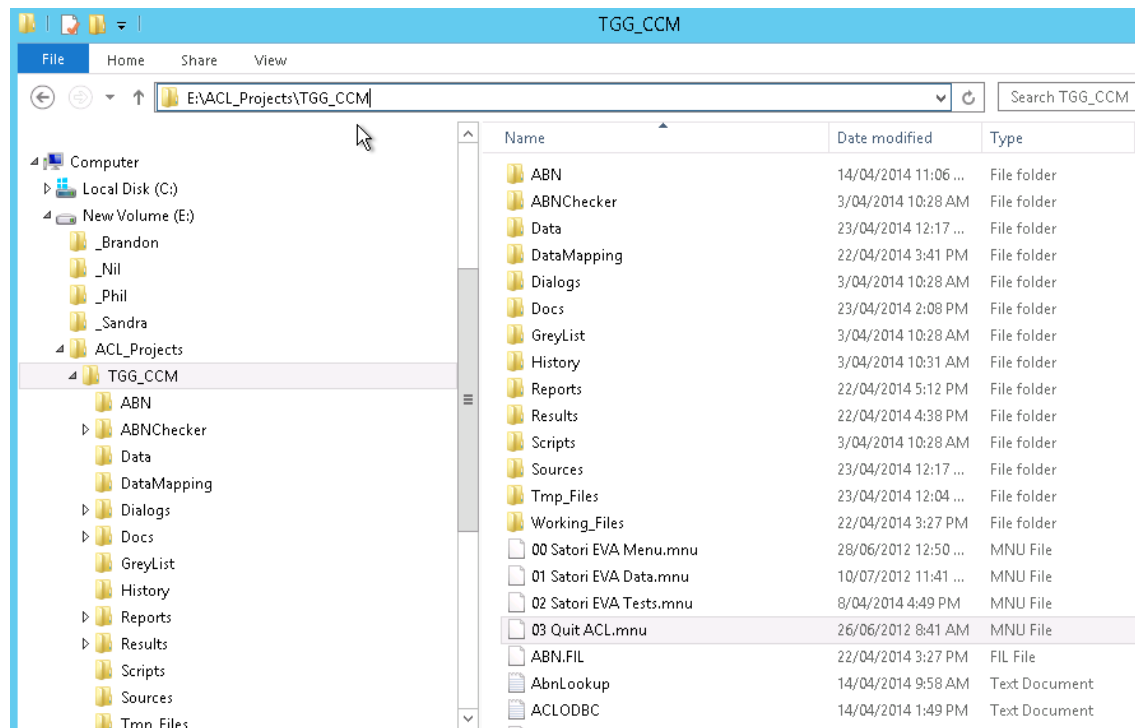 TGG_CCM
File Home Share View
E:\ACL_Projects\TGG_CCM
Search TGG_CCM
Computer
Local Disk (C:)
New Volume (E:)
_Brandon
_Nil
_Phil
_Sandra
ACL_Projects
TGG_CCM
ABN
ABNChecker
Data
DataMapping
Dialogs
Docs
GreyList
History
Reports
Results
Scripts
Sources
Tmp_Files
Name Date modified Type
ABN 14/04/2014 11:06 ... File folder
ABNChecker 3/04/2014 10:28 AM File folder
Data 23/04/2014 12:17 ... File folder
DataMapping 22/04/2014 3:41 PM File folder
Dialogs 3/04/2014 10:28 AM File folder
Docs 23/04/2014 2:08 PM File folder
GreyList 3/04/2014 10:28 AM File folder
History 3/04/2014 10:31 AM File folder
Reports 22/04/2014 5:12 PM File folder
Results 22/04/2014 4:38 PM File folder
Scripts 3/04/2014 10:28 AM File folder
Sources 23/04/2014 12:17 ... File folder
Tmp_Files 23/04/2014 12:04 ... File folder
Working_Files 22/04/2014 3:27 PM File folder
00 Satori EVA Menu.mnu 28/06/2012 12:50 ... MNU File
01 Satori EVA Data.mnu 10/07/2012 11:41 ... MNU File
02 Satori EVA Tests.mnu 8/04/2014 4:49 PM MNU File
03 Quit ACL.mnu 26/06/2012 8:41 AM MNU File
ABN.FIL 22/04/2014 3:27 PM FIL File
AbnLookup 14/04/2014 9:58 AM Text Document
ACLODBC 14/04/2014 1:49 PM Text Document